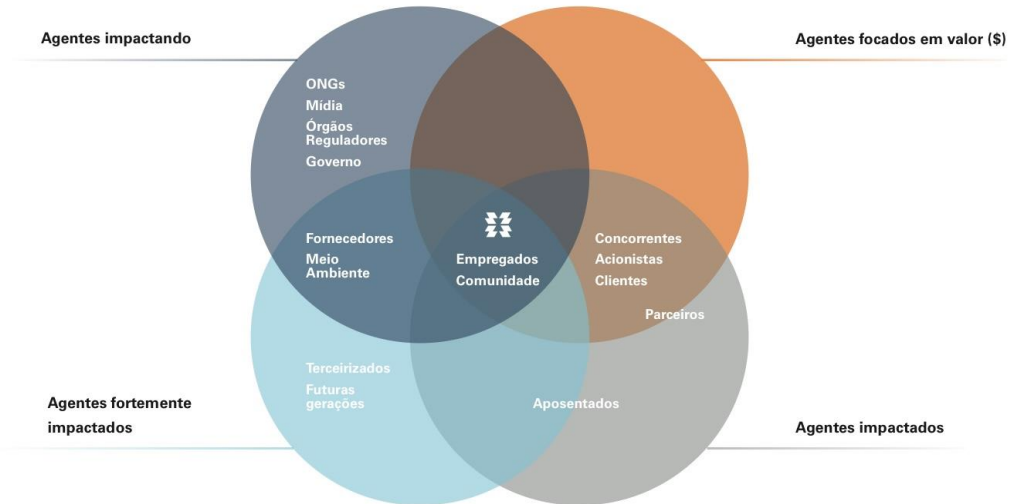 Agentes impactando
Agentes focados em valor ($)
ONGs
Mídia
Órgãos
Reguladores
Governo
Fornecedores
Meio
Ambiente
Empregados
Comunidade
Concorrentes
Acionistas
Clientes
Parceiros
Terceirizados
Futuras
gerações
Aposentados
Agentes fortemente
impactados
Agentes impactados